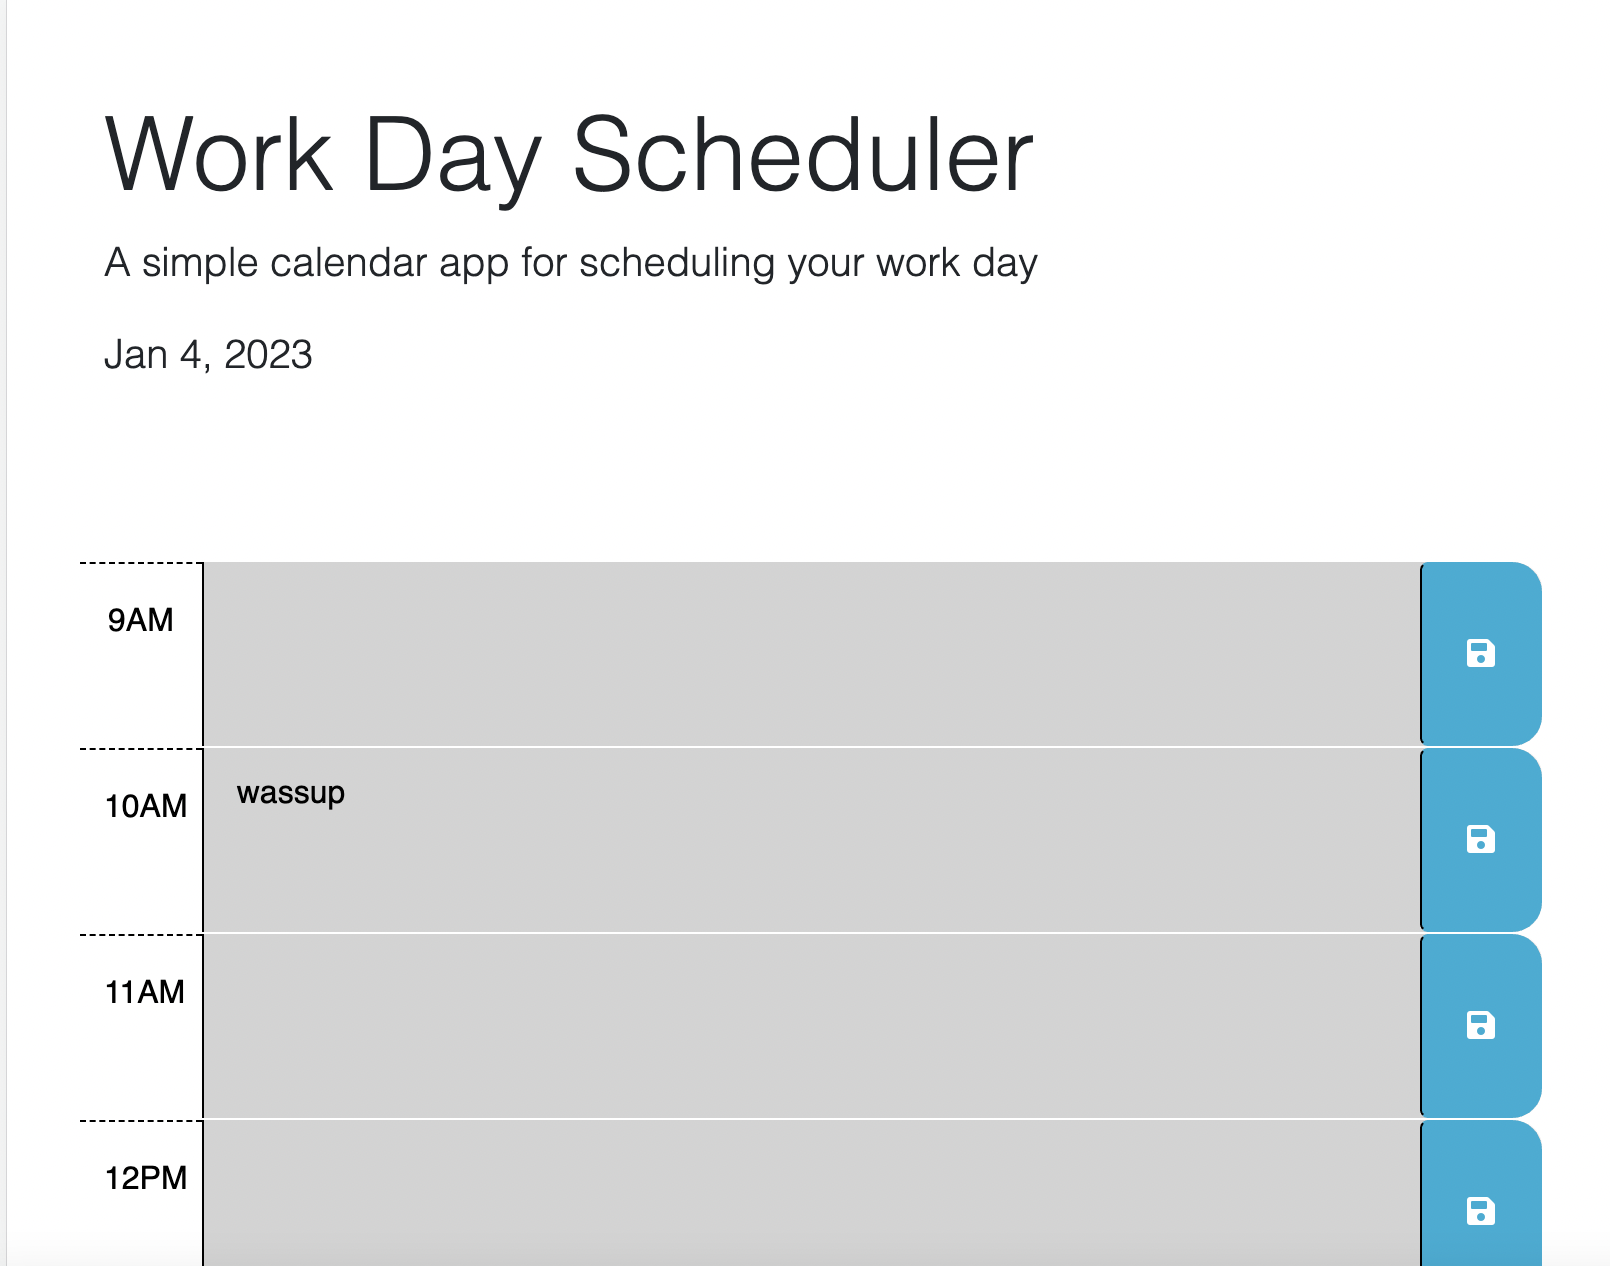 Work Day Scheduler
A simple calendar app for scheduling your work day
Jan 4, 2023
9AM
10AM
wassup
11AM
12PM